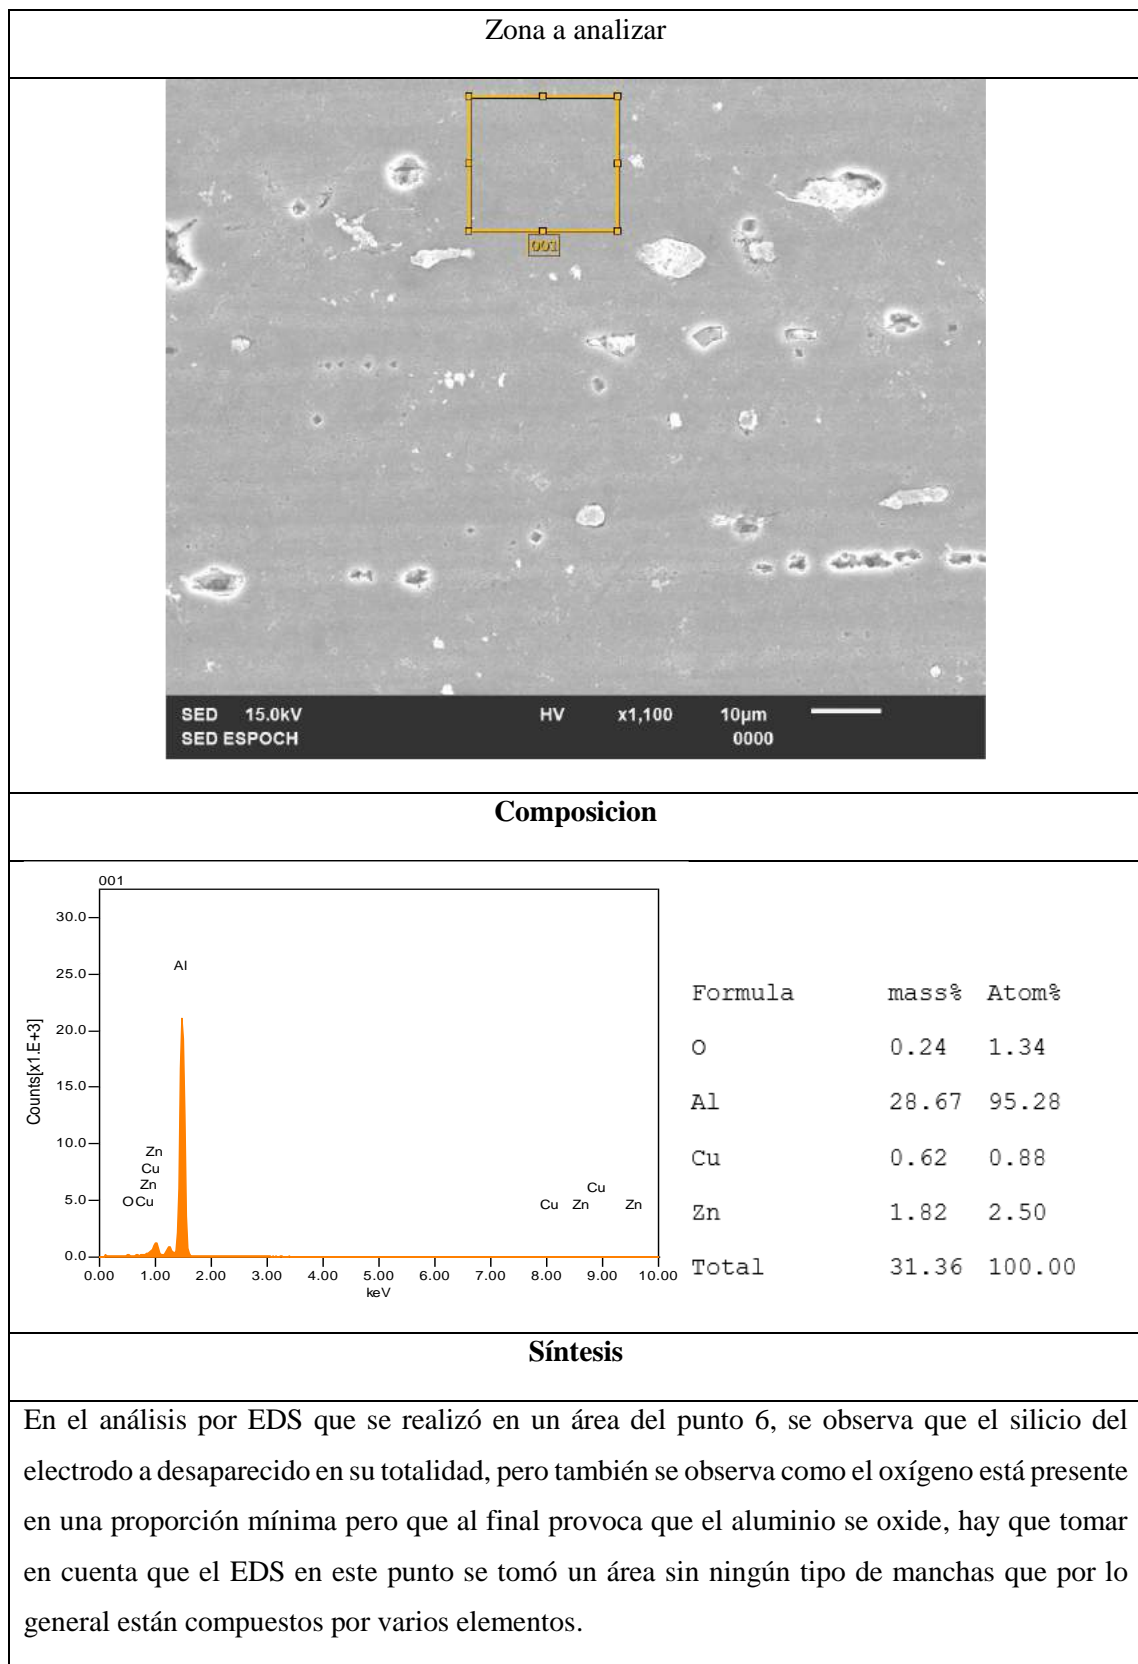 Zona a analizar
001
SED 15.0kV HV x1,100 10µm
SED ESPOCH 0000
Composicion
001
30.0
25.0
20.0
15.0
10.0
5.0
0.0
Counts[x1.E+3]
Al
Zn
Cu
Zn
O Cu
Cu
Cu Zn Zn
0.00 1.00 2.00 3.00 4.00 5.00 6.00 7.00 8.00 9.00 10.00
keV
Formula mass% Atom%
O 0.24 1.34
Al 28.67 95.28
Cu 0.62 0.88
Zn 1.82 2.50
Total 31.36 100.00
Síntesis
En el análisis por EDS que se realizó en un área del punto 6, se observa que el silicio del
electrodo a desaparecido en su totalidad, pero también se observa como el oxígeno está presente
en una proporción mínima pero que al final provoca que el aluminio se oxide, hay que tomar
en cuenta que el EDS en este punto se tomó un área sin ningún tipo de manchas que por lo
general están compuestos por varios elementos.